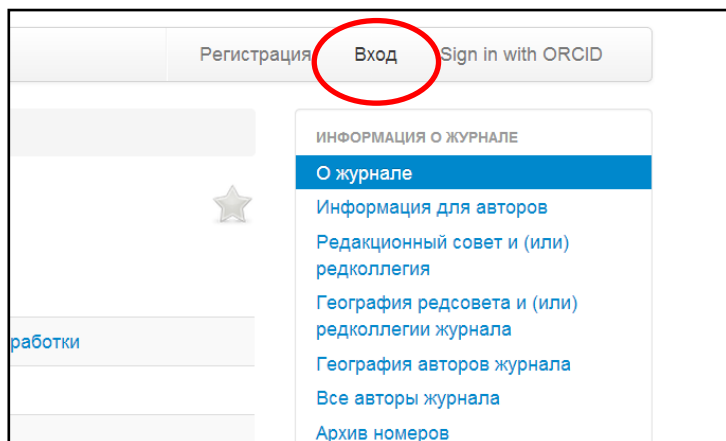 Регистрация Вход Sign in with ORCID
ИНФОРМАЦИЯ О ЖУРНАЛЕ
О журнале
Информация для авторов
Редакционный совет и (или)
редколлегия
География редсовета и (или)
редколлегии журнала
работки
География авторов журнала
Все авторы журнала
Архив номеров